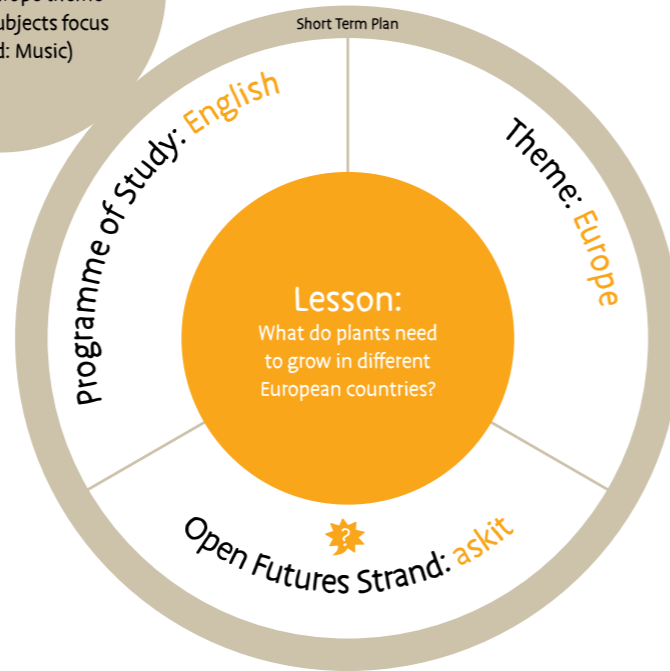 theme
ubjects focus
d: Music)
Short Term Plan
Programme of Study: English
Theme: Europe
Lesson:
What do plants need
to grow in different
European countries?
?
Open Futures Strand: askit